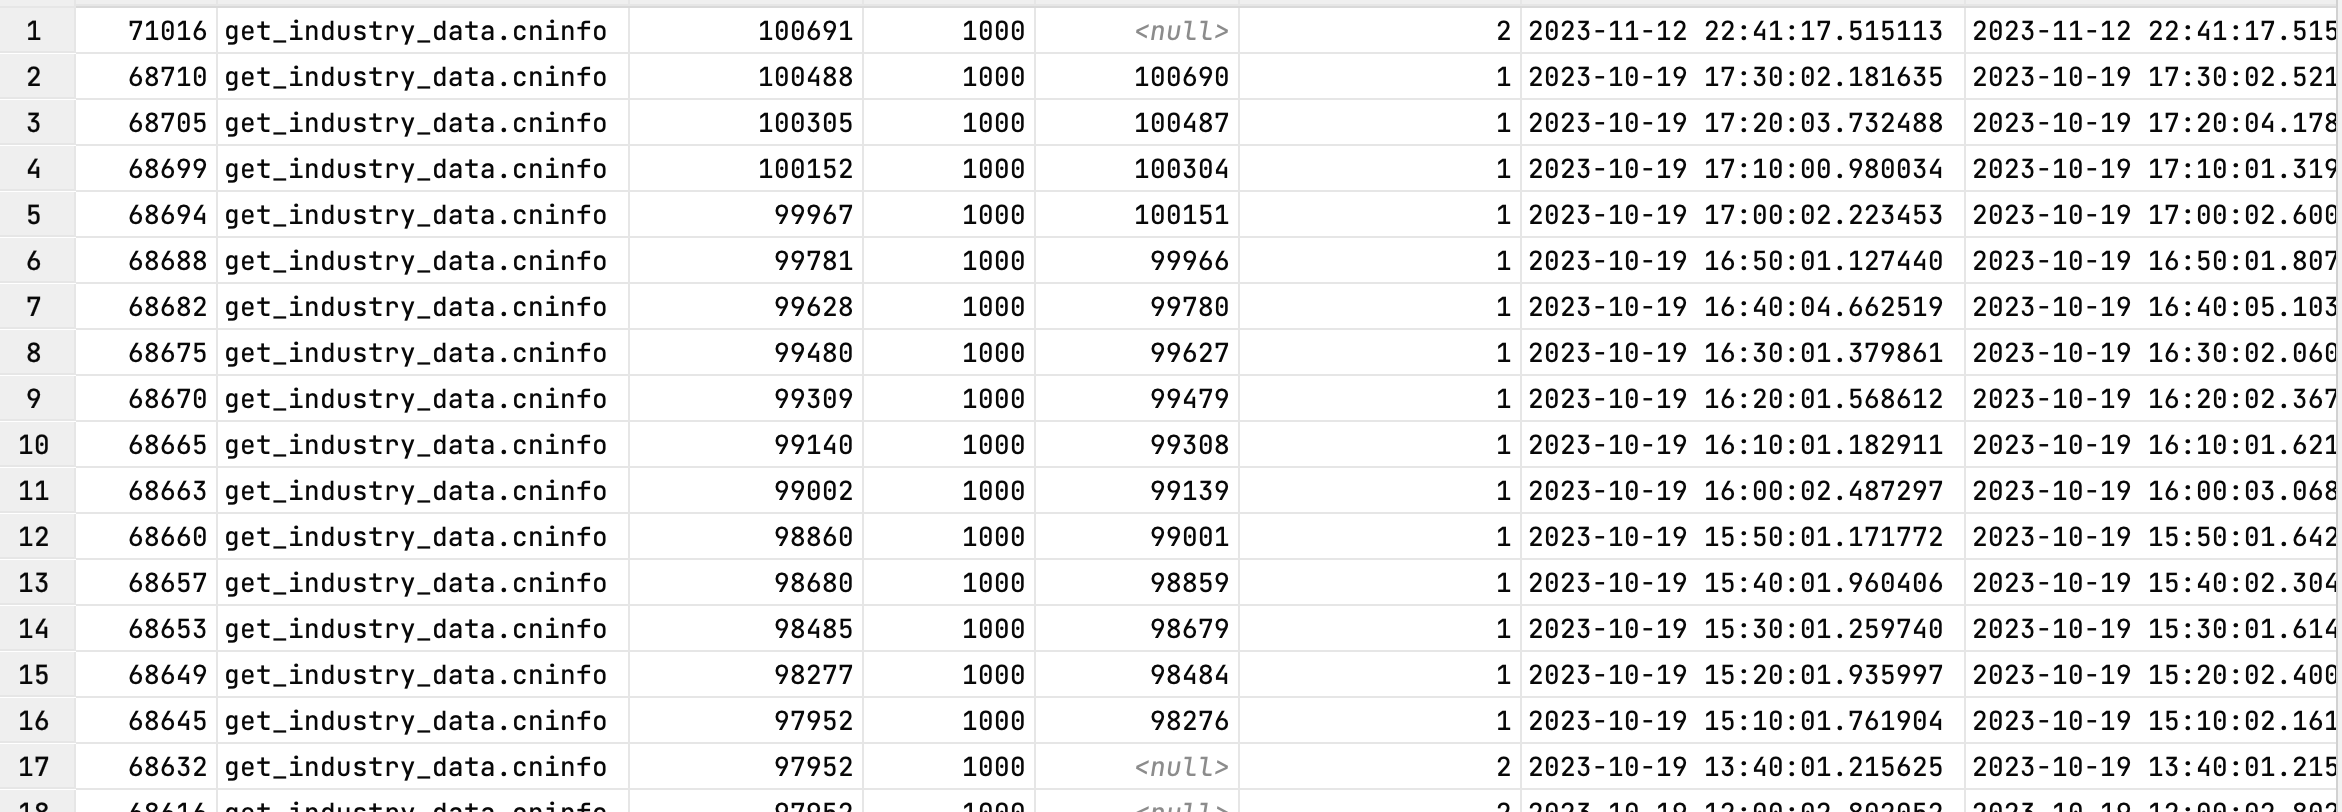 1 71016 get_industry_data.cninfo 100691 1000 <null> 2 2023-11-12 22:41:17.515113 2023-11-12 22:41:17.515
2 68710 get_industry_data.cninfo 100488 1000 100690 1 2023-10-19 17:30:02.181635 2023-10-19 17:30:02.521
3 68705 get_industry_data.cninfo 100305 1000 100487 1 2023-10-19 17:20:03.732488 2023-10-19 17:20:04.178
4 68699 get_industry_data.cninfo 100152 1000 100304 1 2023-10-19 17:10:00.980034 2023-10-19 17:10:01.319
5 68694 get_industry_data.cninfo 99967 1000 100151 1 2023-10-19 17:00:02.223453 2023-10-19 17:00:02.600
6 68688 get_industry_data.cninfo 99781 1000 99966 1 2023-10-19 16:50:01.127440 2023-10-19 16:50:01.807
7 68682 get_industry_data.cninfo 99628 1000 99780 1 2023-10-19 16:40:04.662519 2023-10-19 16:40:05.103
8 68675 get_industry_data.cninfo 99480 1000 99627 1 2023-10-19 16:30:01.379861 2023-10-19 16:30:02.060
9 68670 get_industry_data.cninfo 99309 1000 99479 1 2023-10-19 16:20:01.568612 2023-10-19 16:20:02.367
10 68665 get_industry_data.cninfo 99140 1000 99308 1 2023-10-19 16:10:01.182911 2023-10-19 16:10:01.621
11 68663 get_industry_data.cninfo 99002 1000 99139 1 2023-10-19 16:00:02.487297 2023-10-19 16:00:03.068
12 68660 get_industry_data.cninfo 98860 1000 99001 1 2023-10-19 15:50:01.171772 2023-10-19 15:50:01.642
13 68657 get_industry_data.cninfo 98680 1000 98859 1 2023-10-19 15:40:01.960406 2023-10-19 15:40:02.304
14 68653 get_industry_data.cninfo 98485 1000 98679 1 2023-10-19 15:30:01.259740 2023-10-19 15:30:01.614
15 68649 get_industry_data.cninfo 98277 1000 98484 1 2023-10-19 15:20:01.935997 2023-10-19 15:20:02.400
16 68645 get_industry_data.cninfo 97952 1000 98276 1 2023-10-19 15:10:01.761904 2023-10-19 15:10:02.161
17 68632 get_industry_data.cninfo 97952 1000 <null> 2 2023-10-19 13:40:01.215625 2023-10-19 13:40:01.215
18 get_industry_data.cninfo 97952 1000 <null> 2